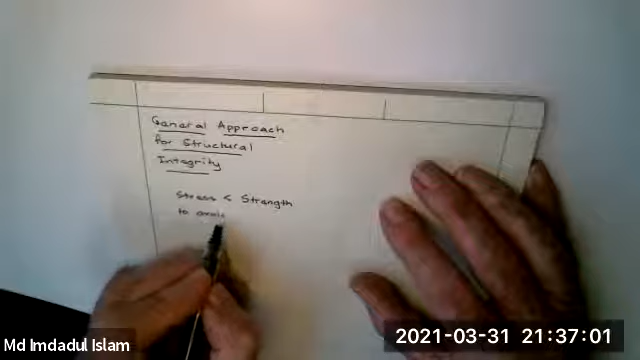 General Approach
for Structural
Integrity
Stress < Strength
to avoid
Md Imdadul Islam
2021-03-31 21:37:01